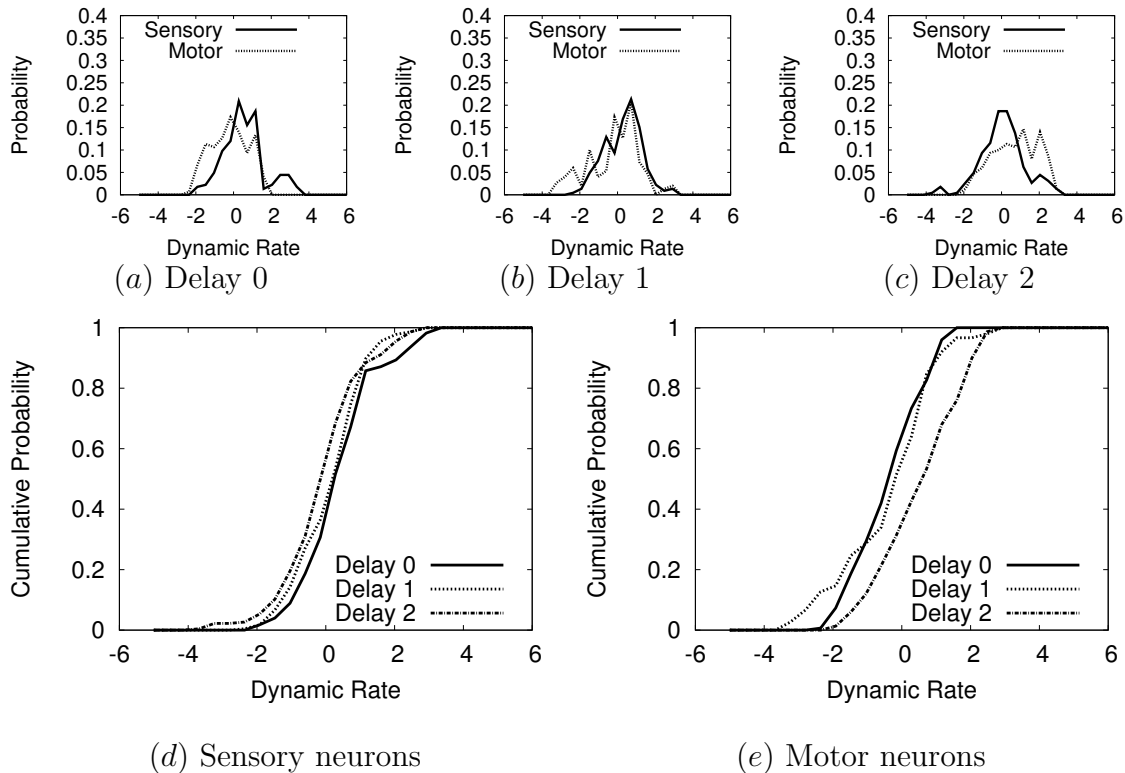 0.4
0.35
0.3
0.25
0.2
0.15
0.1
0.05
0
Probability
Sensory
Motor
-6 -4 -2 0 2 4 6
Dynamic Rate
(a) Delay 0
0.4
0.35
0.3
0.25
0.2
0.15
0.1
0.05
0
Probability
Sensory
Motor
-6 -4 -2 0 2 4 6
Dynamic Rate
(b) Delay 1
0.4
0.35
0.3
0.25
0.2
0.15
0.1
0.05
0
Probability
Sensory
Motor
-6 -4 -2 0 2 4 6
Dynamic Rate
(c) Delay 2
1
0.8
0.6
0.4
0.2
0
Cumulative Probability
Delay 0
Delay 1
Delay 2
-6 -4 -2 0 2 4 6
Dynamic Rate
(d) Sensory neurons
1
0.8
0.6
0.4
0.2
0
Cumulative Probability
Delay 0
Delay 1
Delay 2
-6 -4 -2 0 2 4 6
Dynamic Rate
(e) Motor neurons